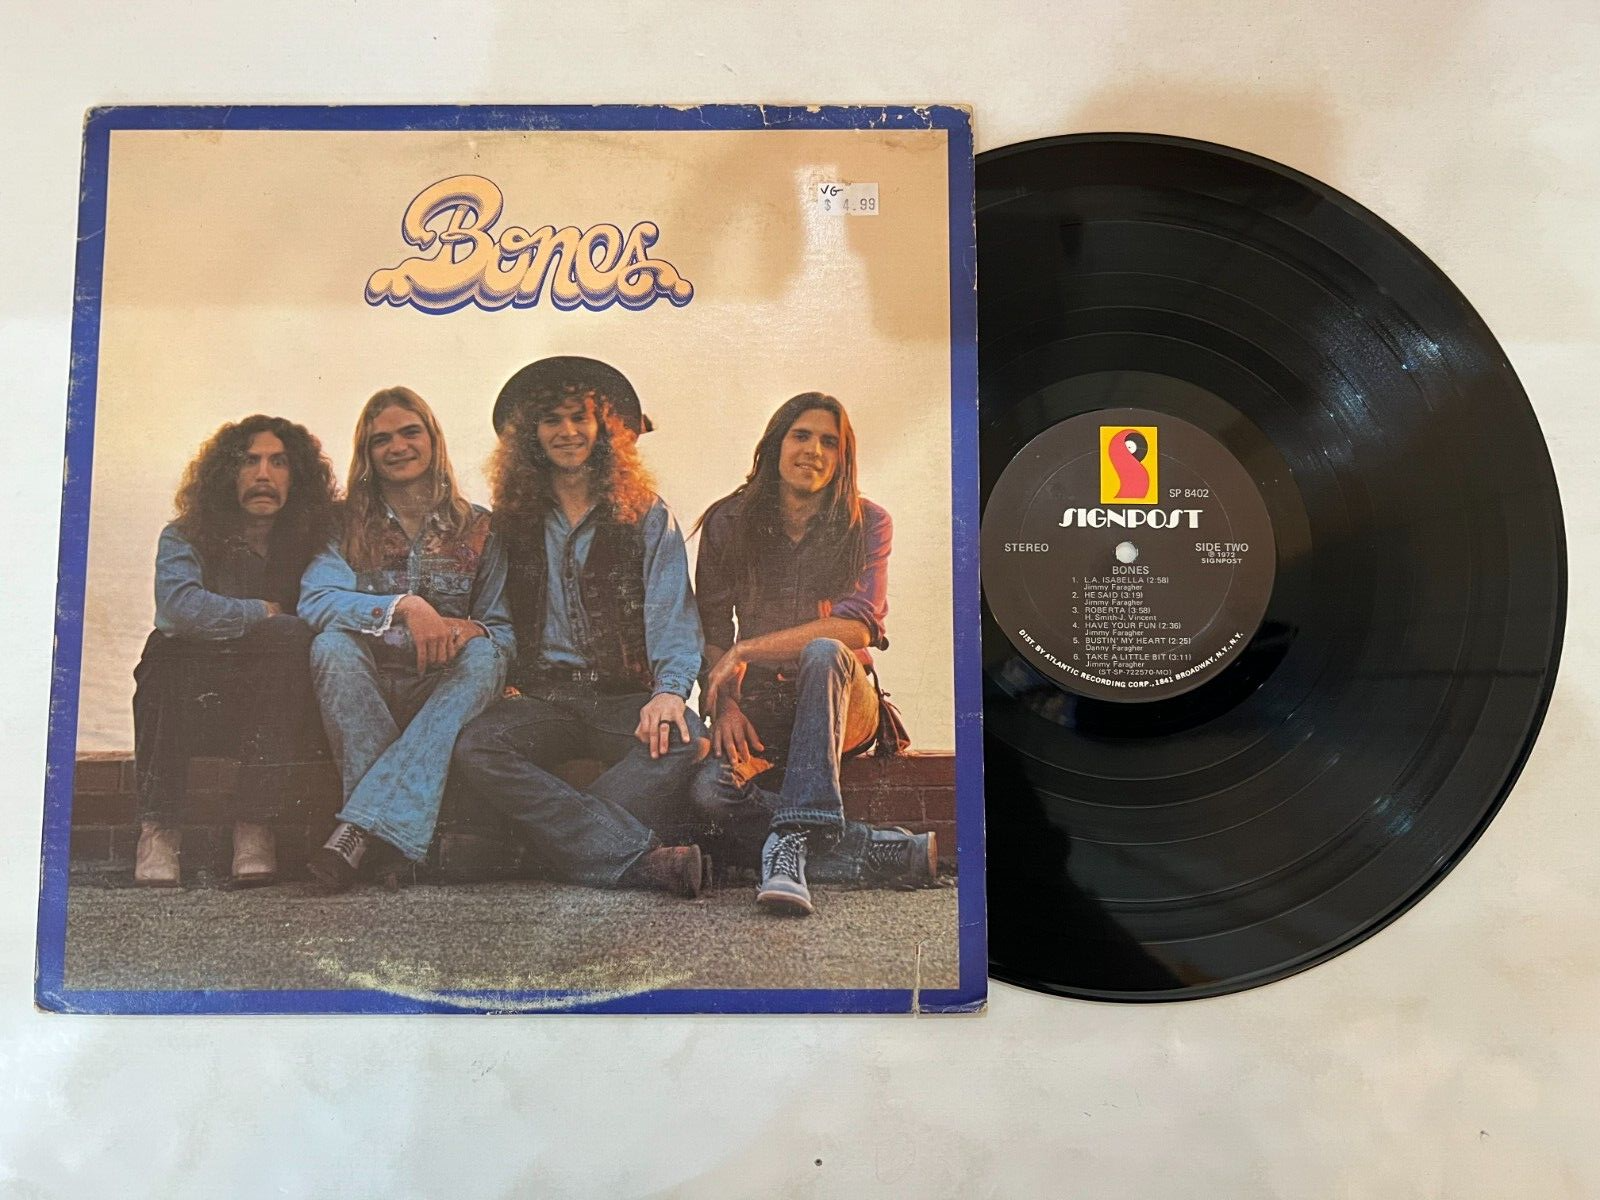 Bones
VG
$ 4.99
SP 8402
SIGNPOST
STEREO
SIDE TWO
℗ 1972
SIGNPOST
BONES
1. L.A. ISABELLA (2:58)
Jimmy Faragher
2. HE SAID (3:19)
Jimmy Faragher
3. ROBERTA (3:58)
H. Smith-J. Vincent
4. HAVE YOUR FUN (2:36)
Jimmy Faragher
5. BUSTIN' MY HEART (2:25)
Danny Faragher
6. TAKE A LITTLE BIT (3:11)
Jimmy Faragher
(ST-SP-722570-MO)
DIST. BY ATLANTIC RECORDING CORP., 1841 BROADWAY, N.Y., N.Y.